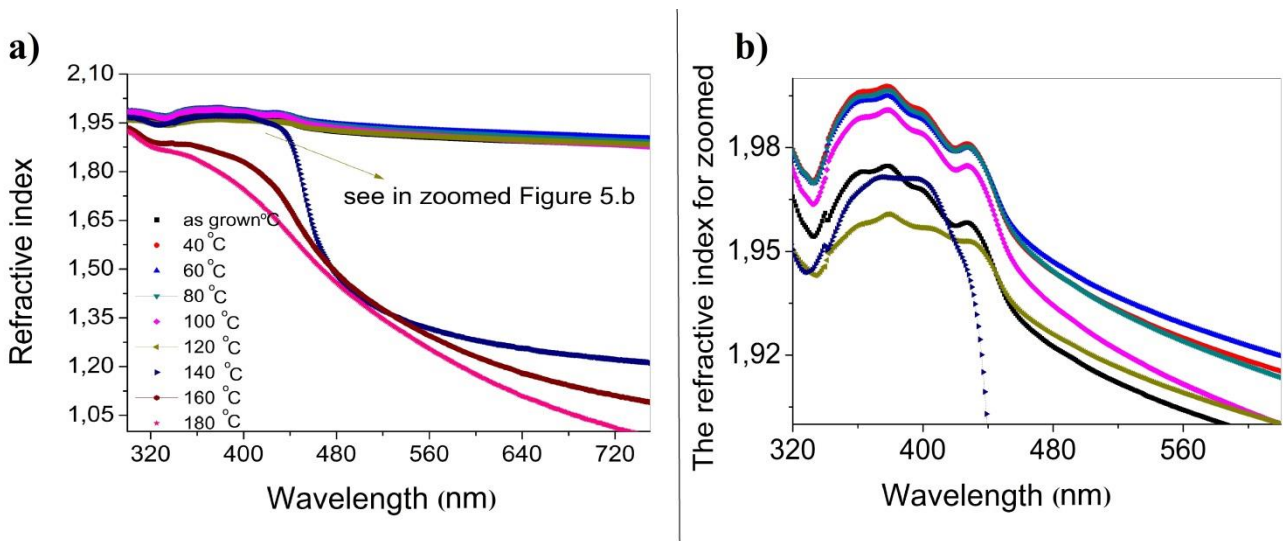 a)
2,10
1,95
1,80
1,65
1,50
1,35
1,20
1,05
Refractive index
see in zoomed Figure 5.b
as grown°C
40 °C
60 °C
80 °C
100 °C
120 °C
140 °C
160 °C
180 °C
320 400 480 560 640 720
Wavelength (nm)
b)
1,98
1,95
1,92
The refractive index for zoomed
320 400 480 560
Wavelength (nm)